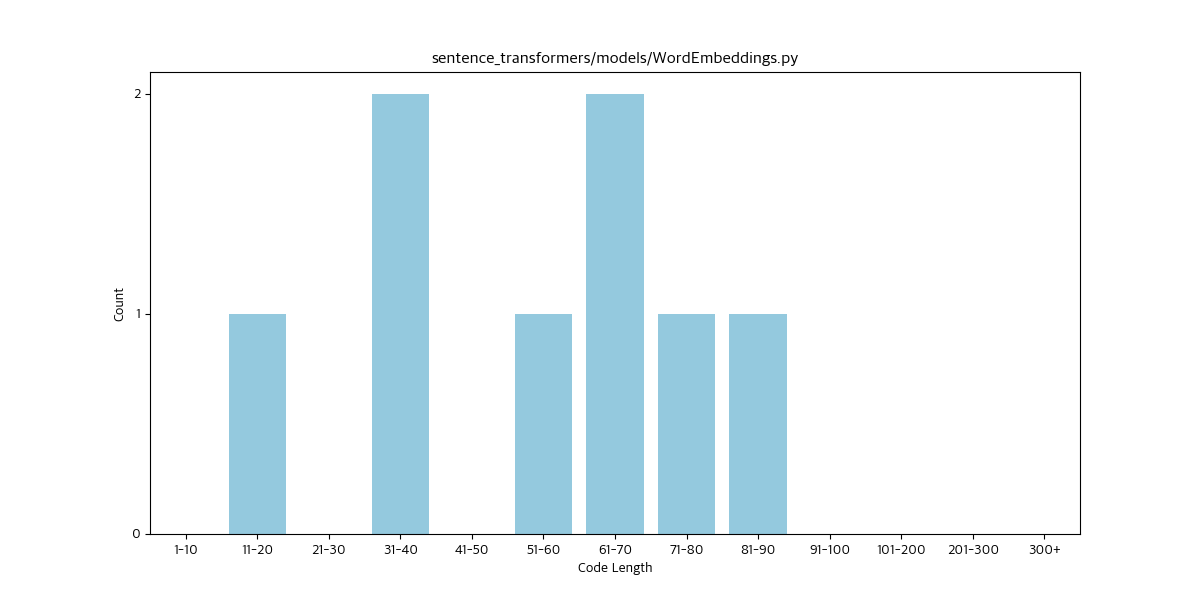 sentence_transformers/models/WordEmbeddings.py
2
1
0
Count
1-10 11-20 21-30 31-40 41-50 51-60 61-70 71-80 81-90 91-100 101-200 201-300 300+
Code Length